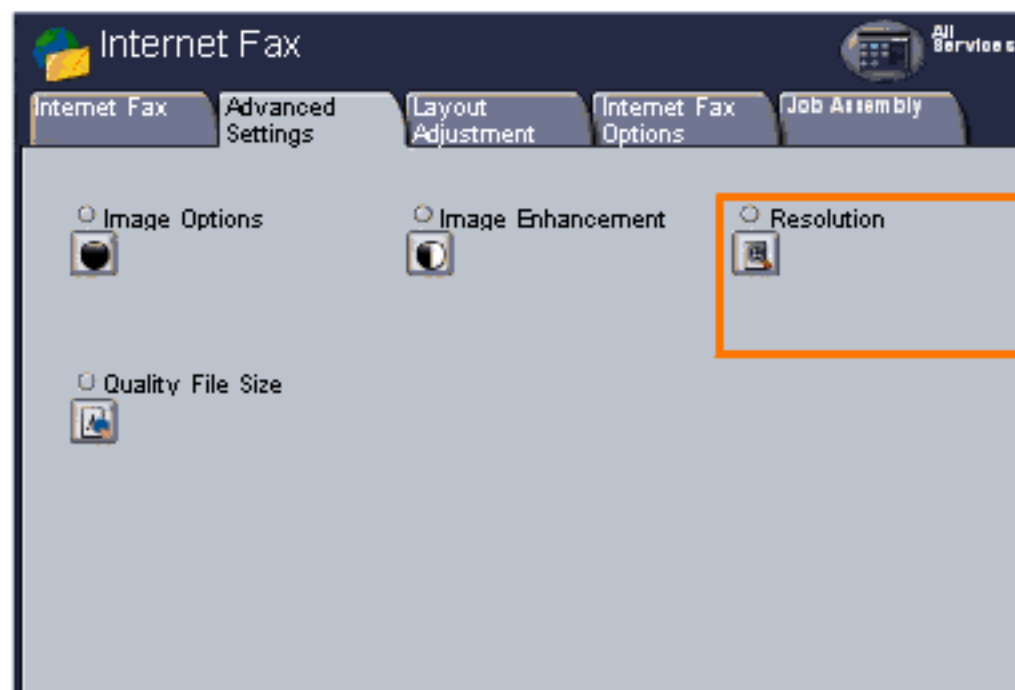 Internet Fax
All
Services
Internet Fax
Advanced
Settings
Layout
Adjustment
Internet Fax
Options
Job Assembly
Image Options
Image Enhancement
Resolution
Quality File Size